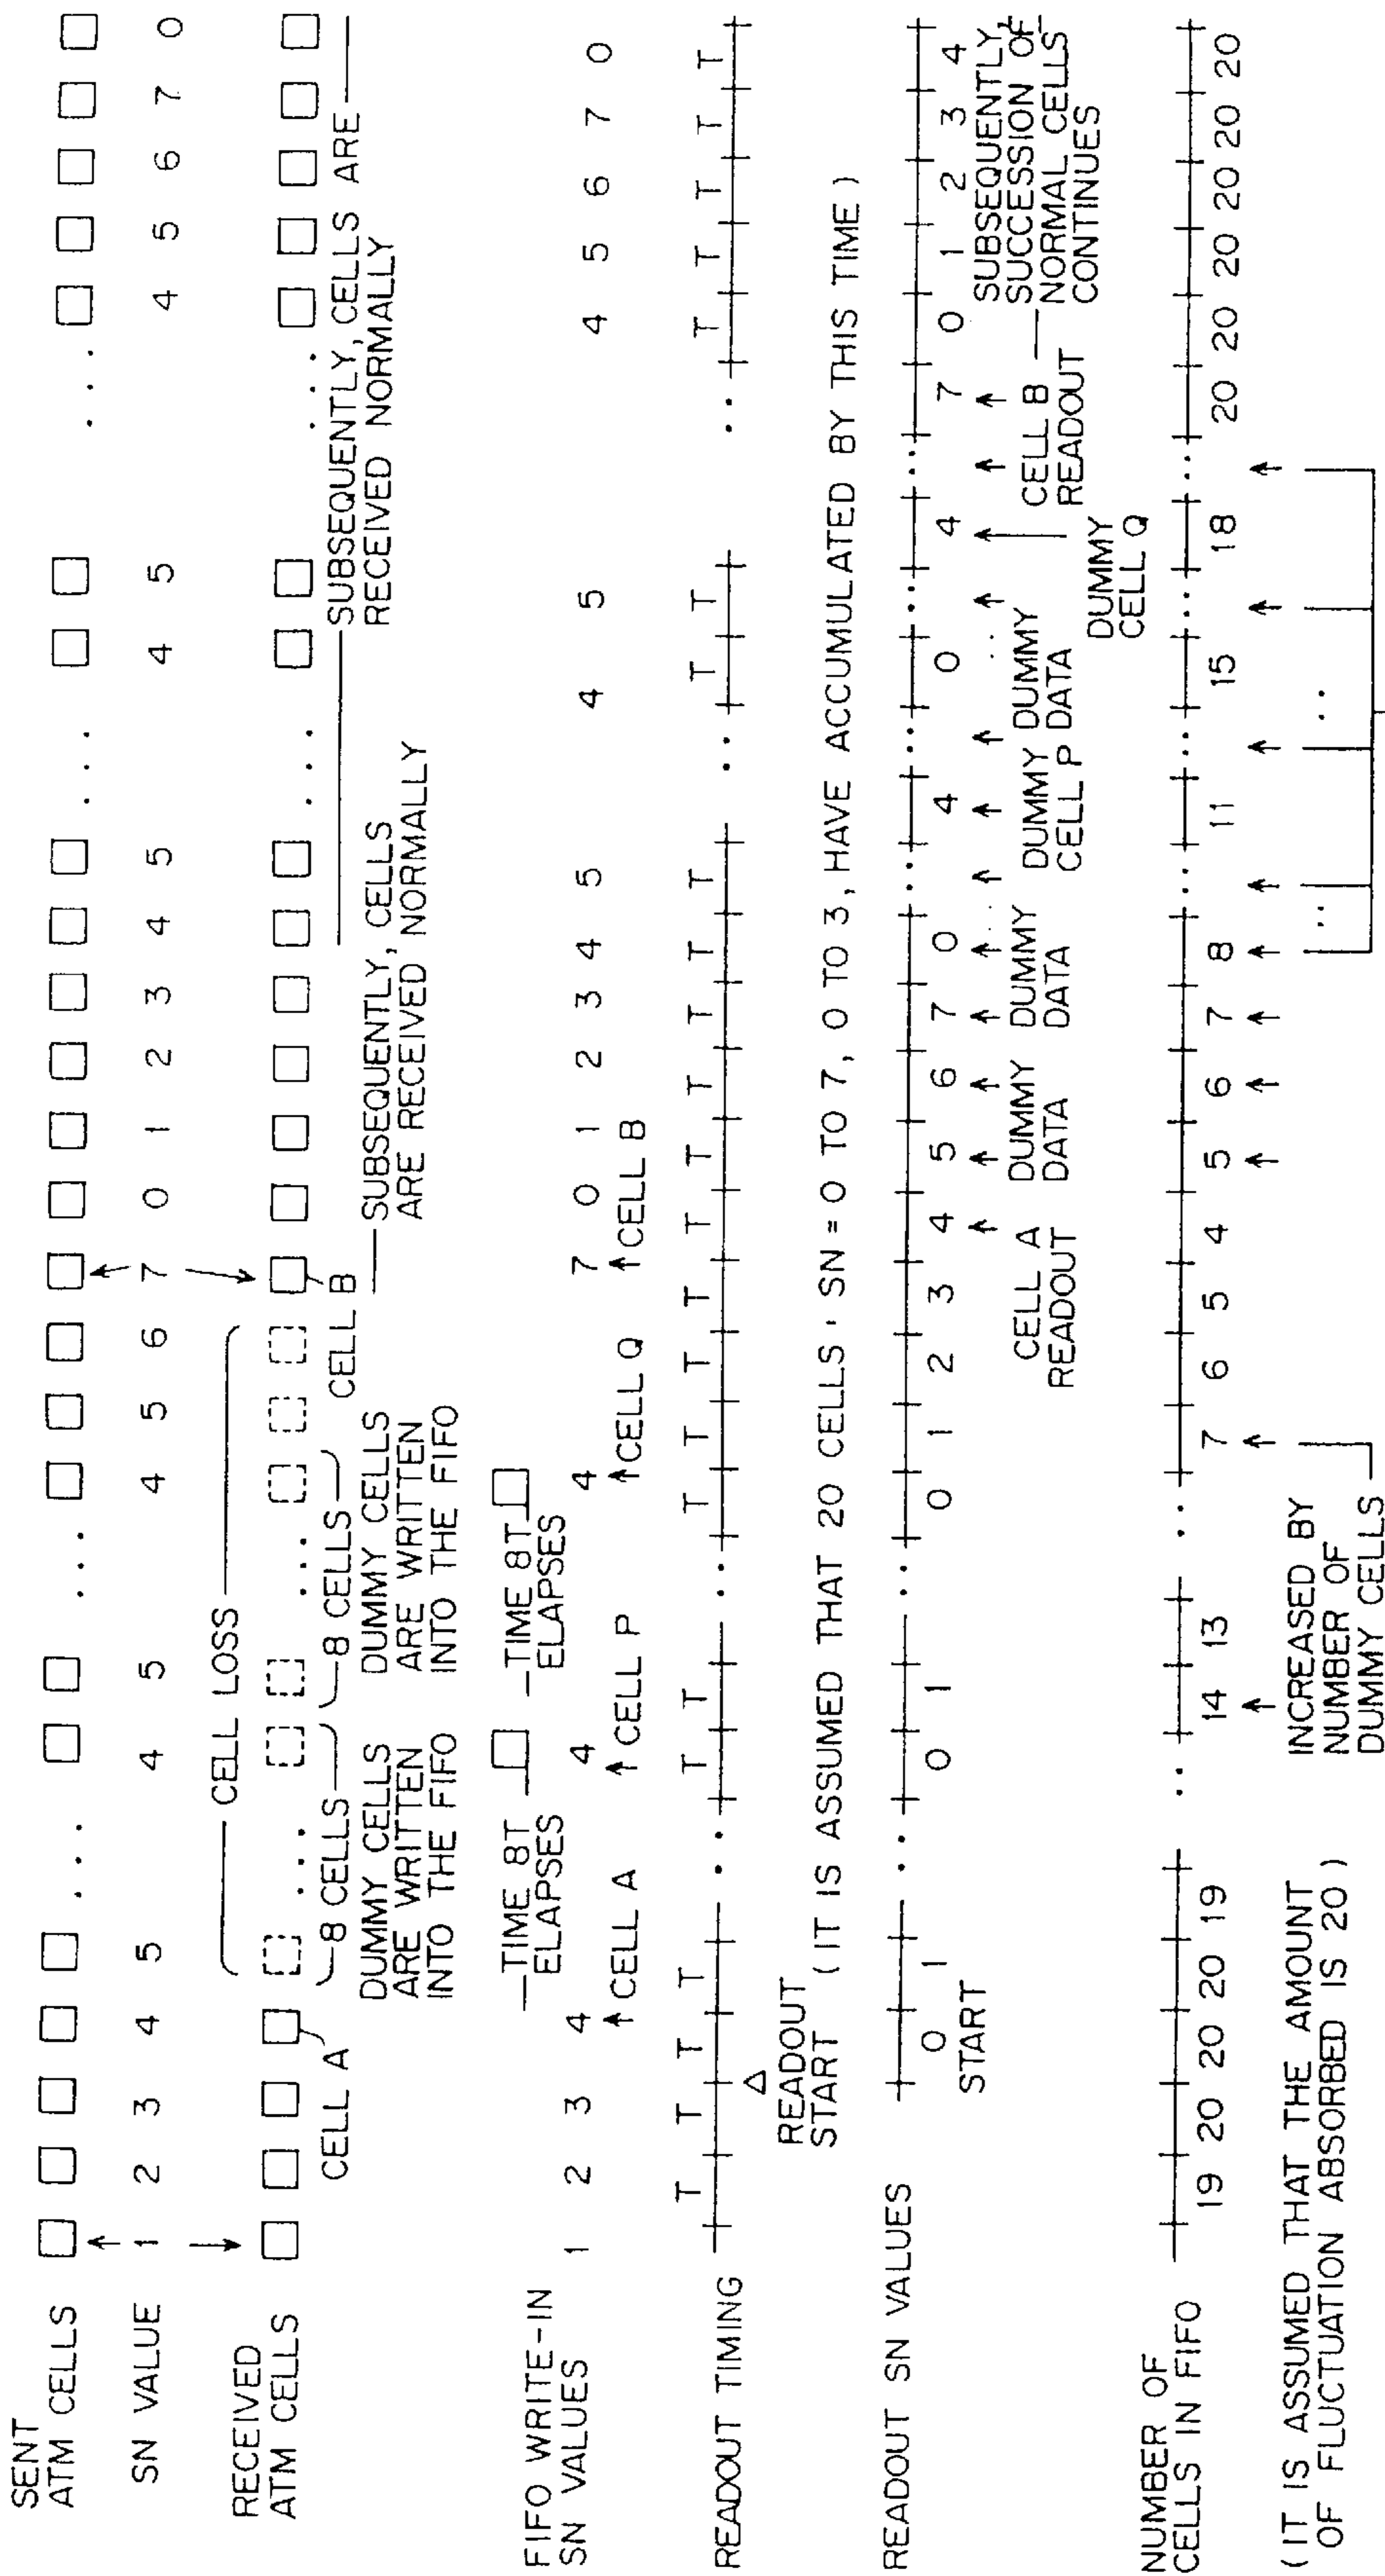 SENT
ATM CELLS
SN VALUE 1 2 3 4 5 4 5 4 5 6 7 0 1 2 3 4 5 4 5 4 5 6 7 0
RECEIVED
ATM CELLS
CELL A
CELL LOSS
8 CELLS
8 CELLS
CELL B
DUMMY CELLS
ARE WRITTEN
INTO THE FIFO
DUMMY CELLS
ARE WRITTEN
INTO THE FIFO
SUBSEQUENTLY, CELLS
ARE RECEIVED NORMALLY
SUBSEQUENTLY, CELLS ARE
RECEIVED NORMALLY
TIME 8T
ELAPSES
TIME 8T
ELAPSES
FIFO WRITE-IN
SN VALUES
1 2 3 4 4 4 7 0 1 2 3 4 5 4 5 4 5 6 7 0
CELL A
CELL P
CELL Q
CELL B
READOUT TIMING
T T T T T T T T T T T T T T T T T T T T T T T T
READOUT
START
(IT IS ASSUMED THAT 20 CELLS: SN = 0 TO 7, 0 TO 3, HAVE ACCUMULATED BY THIS TIME)
READOUT SN VALUES
0 1 0 1 0 1 2 3 4 5 6 7 0 4 0 4 7 0 1 2 3 4
START
CELL A
READOUT
DUMMY
DATA
DUMMY
DATA
DUMMY
CELL P
DUMMY
DATA
DUMMY
CELL Q
CELL B
READOUT
SUBSEQUENTLY,
SUCCESSION OF
NORMAL CELLS
CONTINUES
NUMBER OF
CELLS IN FIFO
19 20 20 20 19 14 13 7 6 5 4 5 6 7 8 11 15 18 20 20 20 20 20 20
INCREASED BY
NUMBER OF
DUMMY CELLS
(IT IS ASSUMED THAT THE AMOUNT
OF FLUCTUATION ABSORBED IS 20)